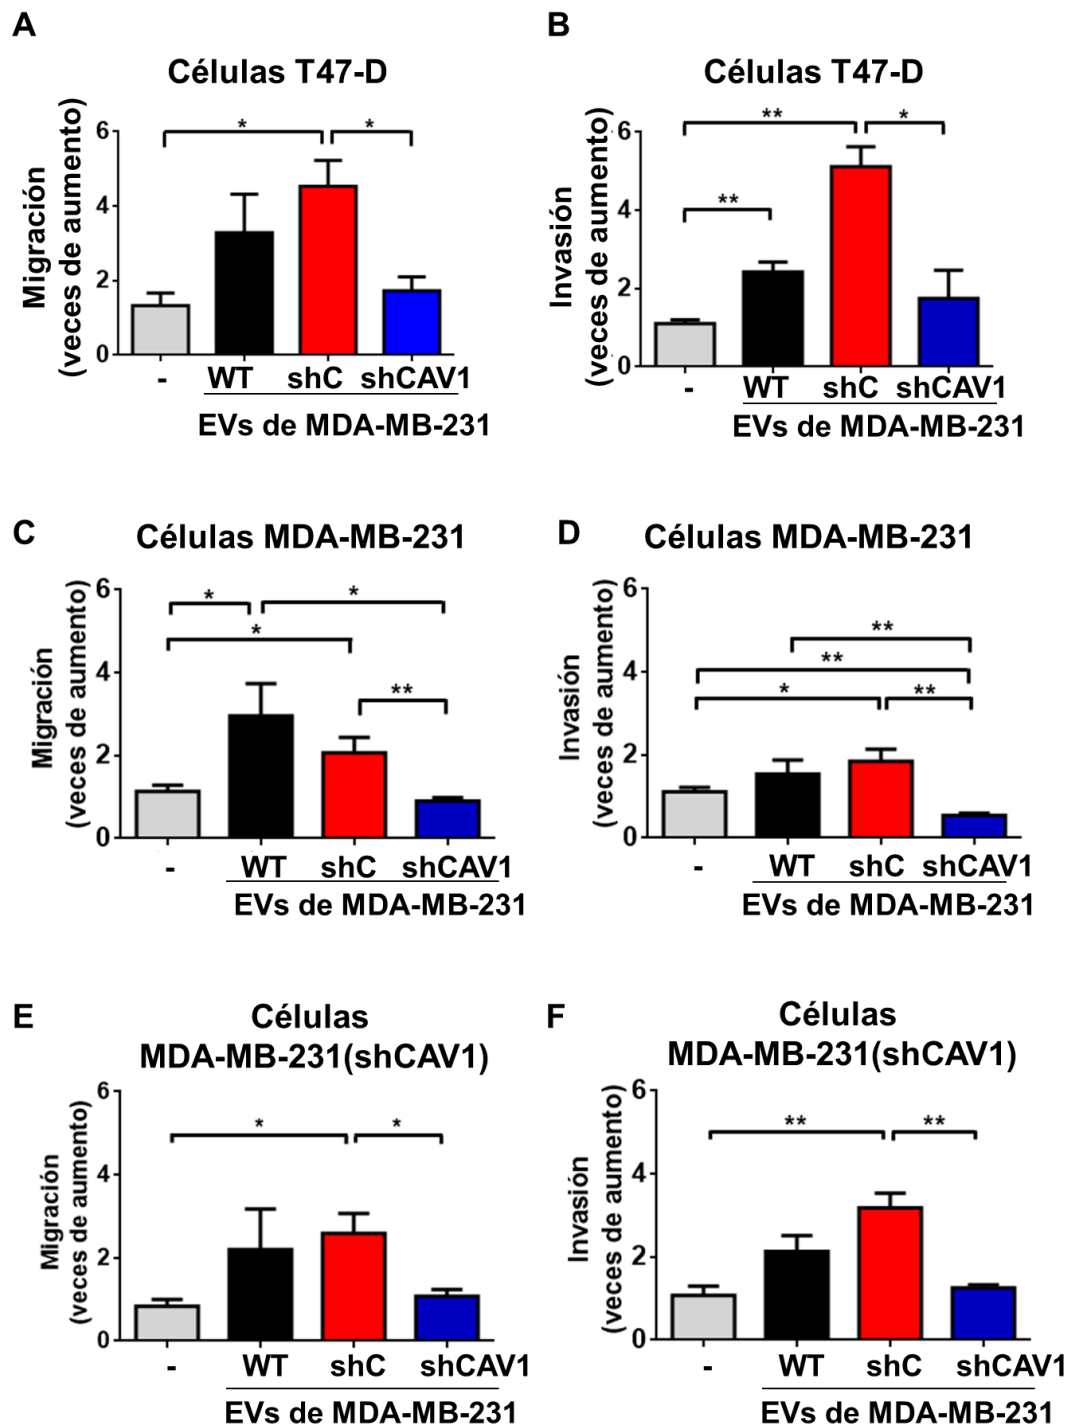 A
Células T47-D
Migración
(veces de aumento)
6
4
2
0
*
*
-
WT
shC
shCAV1
EVs de MDA-MB-231
B
Células T47-D
Invasión
(veces de aumento)
6
4
2
0
**
*
**
-
WT
shC
shCAV1
EVs de MDA-MB-231
C
Células MDA-MB-231
Migración
(veces de aumento)
6
4
2
0
*
*
*
**
-
WT
shC
shCAV1
EVs de MDA-MB-231
D
Células MDA-MB-231
Invasión
(veces de aumento)
6
4
2
0
**
**
*
**
-
WT
shC
shCAV1
EVs de MDA-MB-231
E
Células
MDA-MB-231(shCAV1)
Migración
(veces de aumento)
6
4
2
0
*
*
-
WT
shC
shCAV1
EVs de MDA-MB-231
F
Células
MDA-MB-231(shCAV1)
Invasión
(veces de aumento)
6
4
2
0
**
**
-
WT
shC
shCAV1
EVs de MDA-MB-231